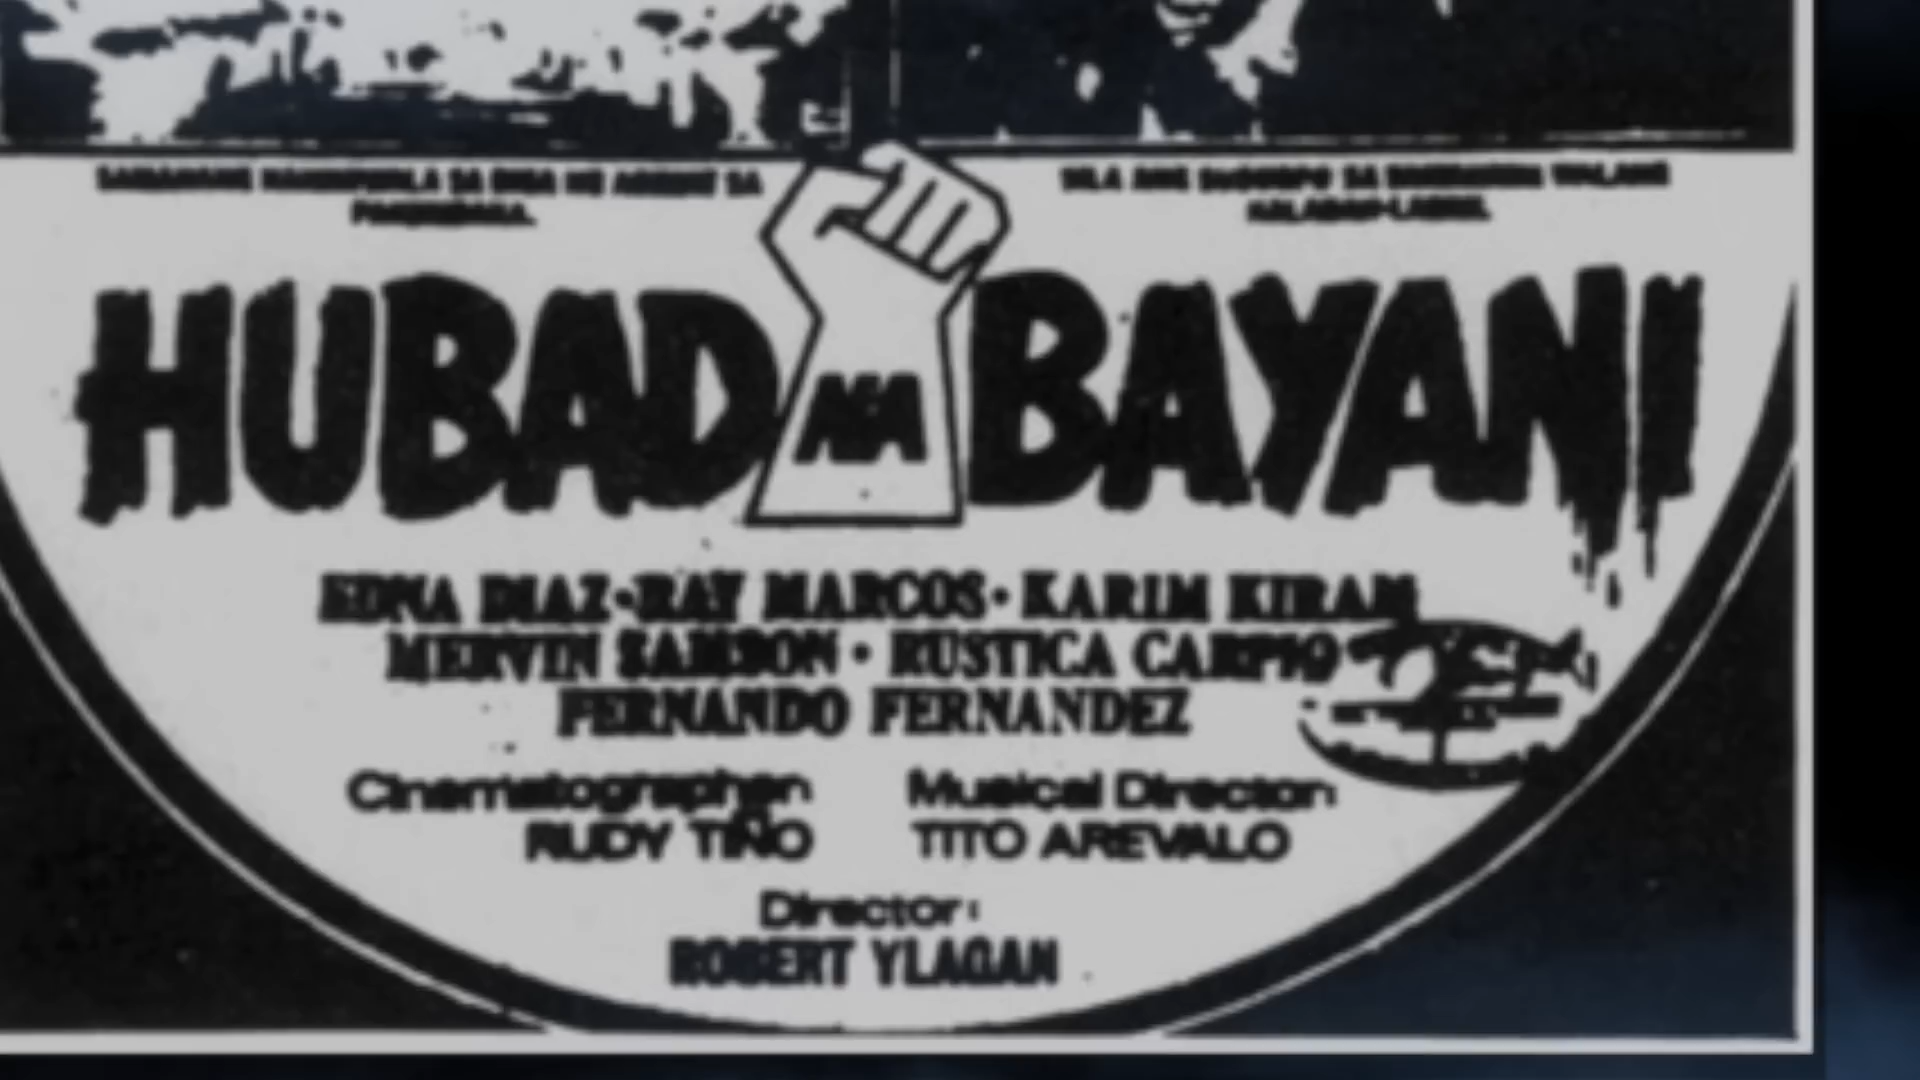 SA
HUBAD NA BAYANI
EDNA DIAZ • RAY MARCOS • KARIM KIRAM
MERVIN SAMSON • RUSTICA CARPIO
FERNANDO FERNANDEZ
Cinematographer:
RUDY TIÑO
Musical Director:
TITO AREVALO
Director:
ROBERT YLAGAN